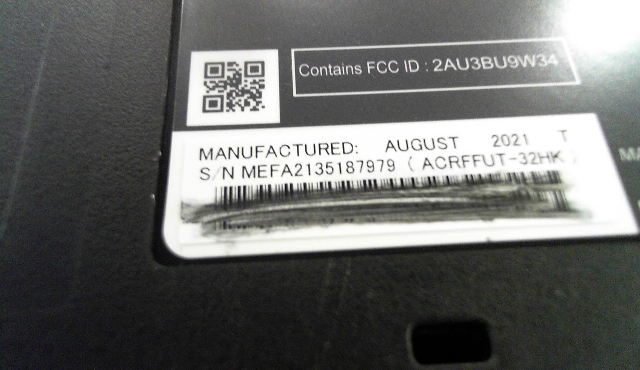 Contains FCC ID : 2AU3BU9W34
MANUFACTURED: AUGUST 2021 T
S/N MEFA2135187979 ( ACRFFUT-32HK )